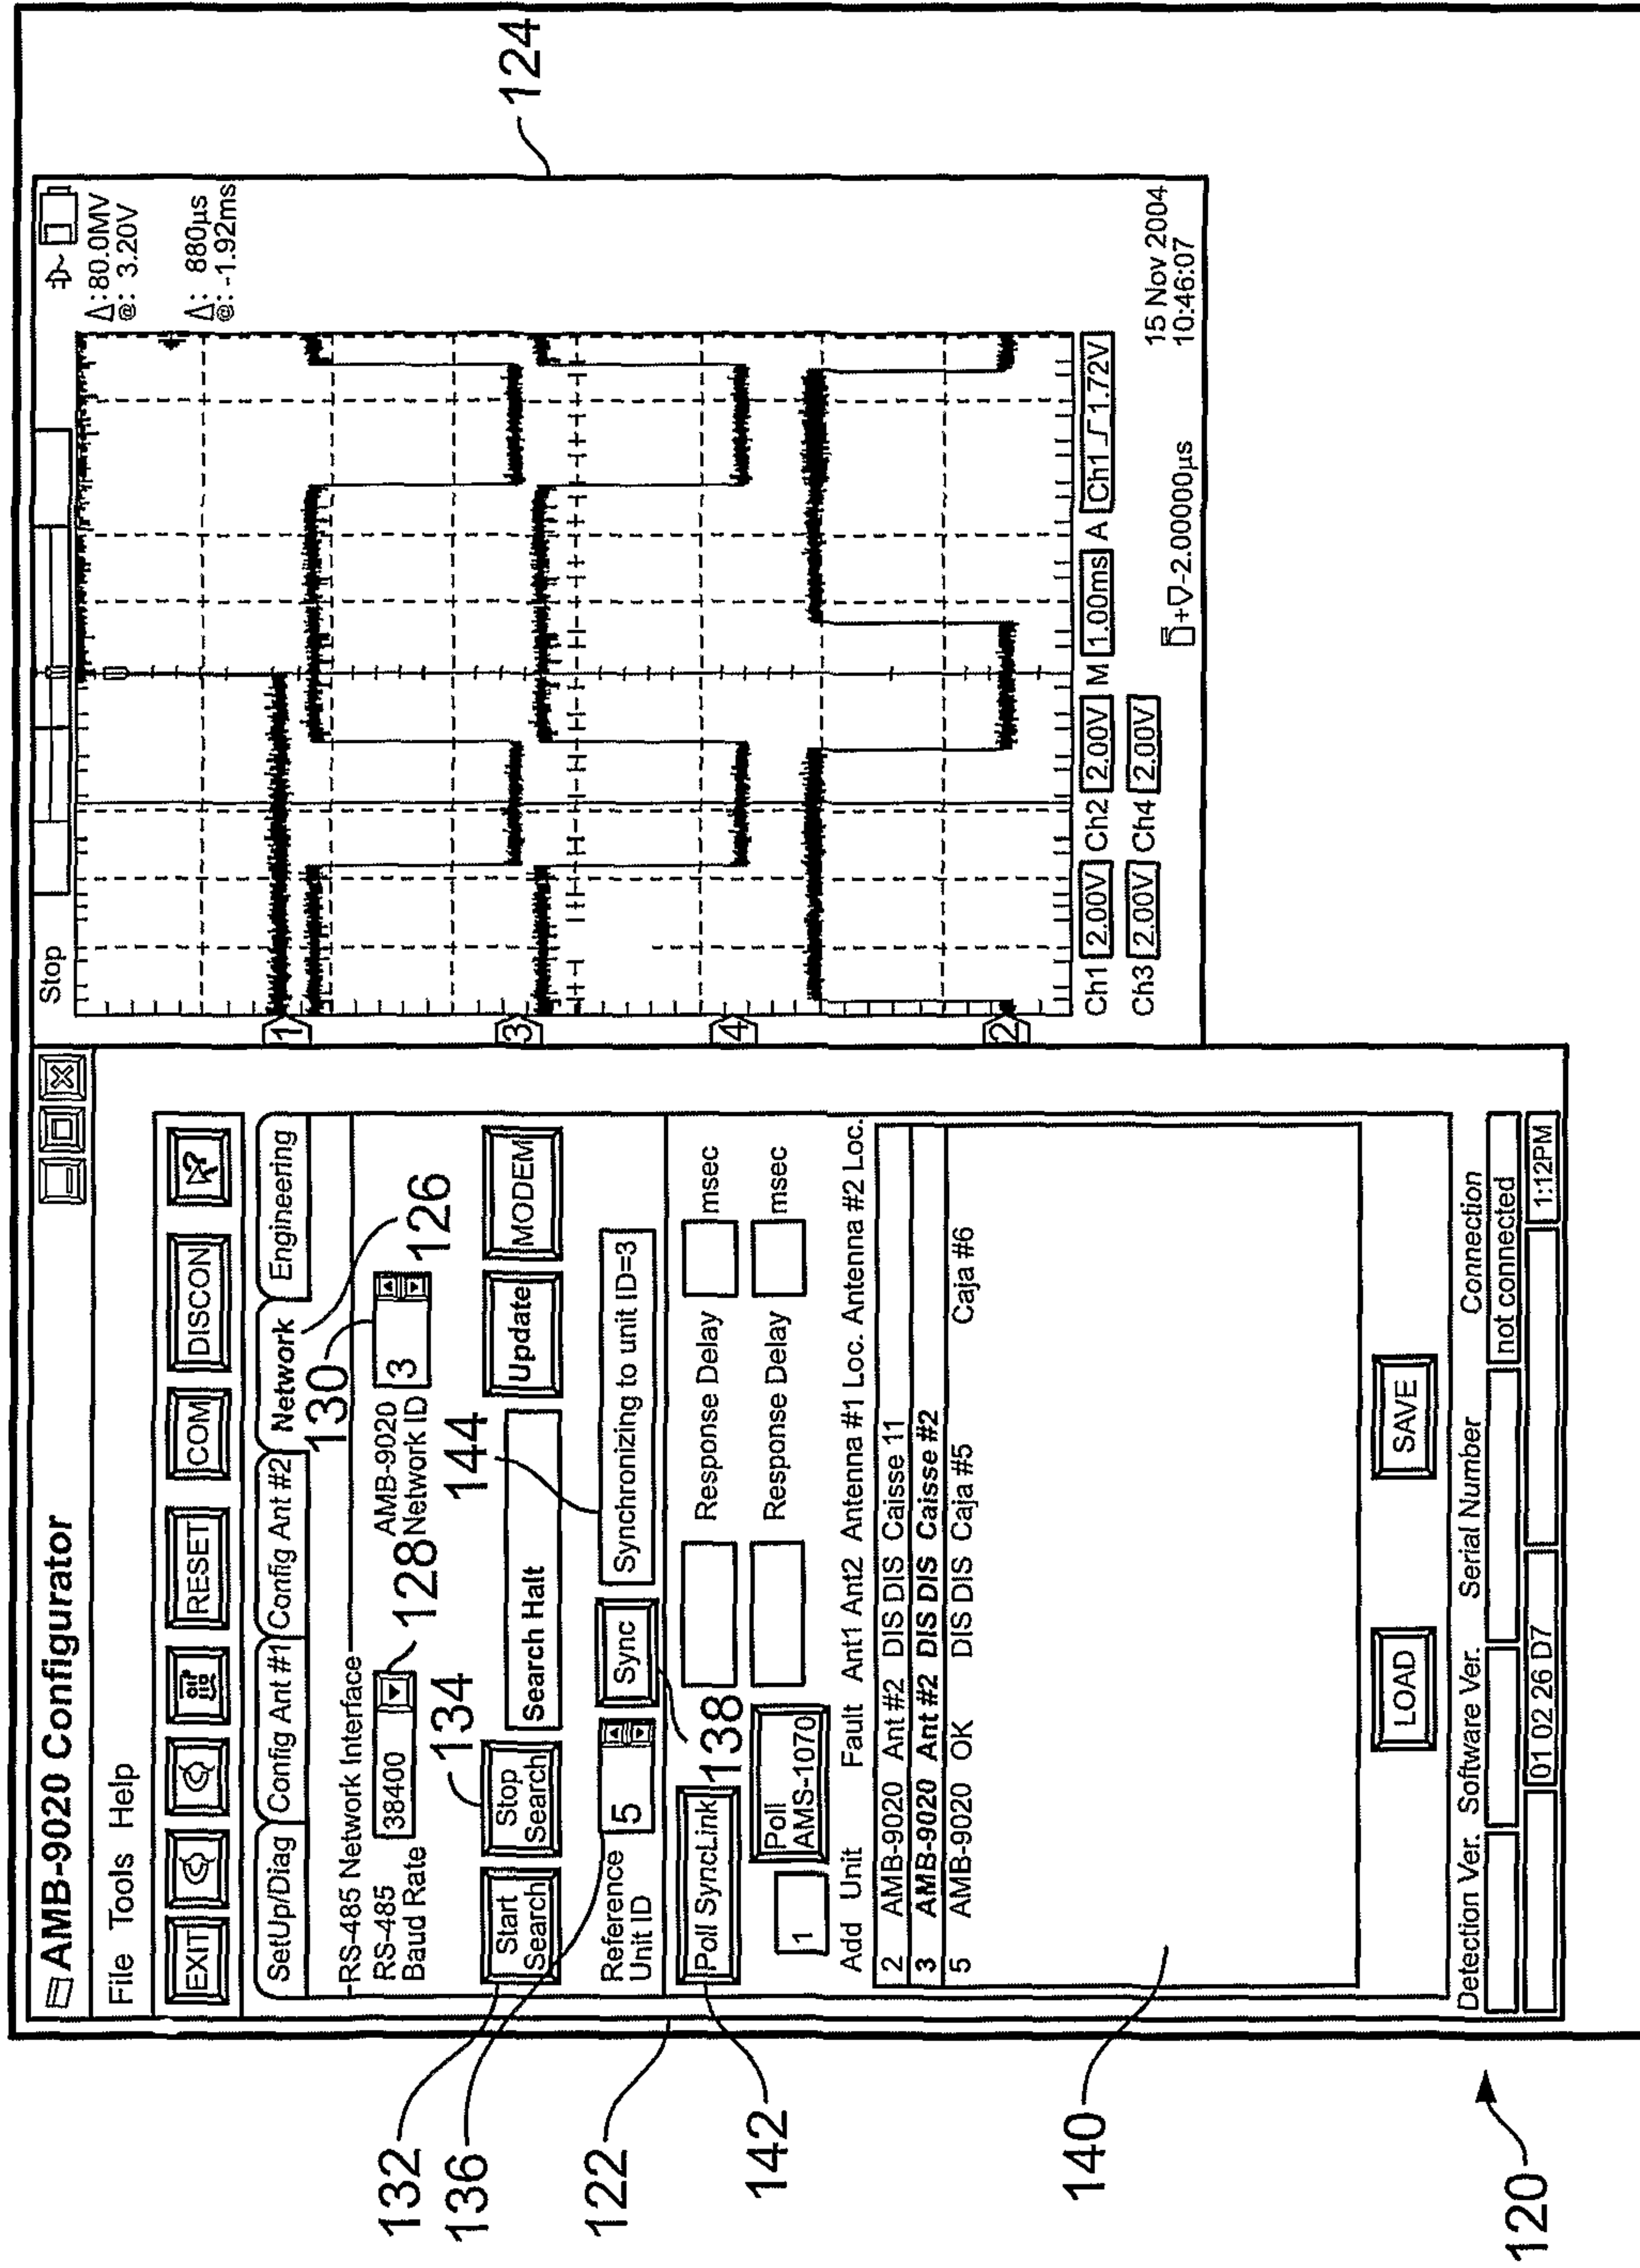 AMB-9020 Configurator
File Tools Help
EXIT RESET COM DISCON
SetUp/Diag Config Ant #1 Config Ant #2 Network Engineering
RS-485 Network Interface
RS-485 Baud Rate 38400 128 AMB-9020 Network ID 3 130 126
132 Start Search Stop Search 134 Search Halt 144 Update MODEM
136 Reference Unit ID 5 Sync Synchronizing to unit ID=3
122
142 Poll SyncLink 138 Response Delay msec
1 Poll AMS-1070 Response Delay msec
Add Unit Fault Ant1 Ant2 Antenna #1 Loc. Antenna #2 Loc.
2 AMB-9020 Ant #2 DIS DIS Caisse 11
3 AMB-9020 Ant #2 DIS DIS Caisse #2
5 AMB-9020 OK DIS DIS Caja #5 Caja #6
140
LOAD SAVE
Detection Ver. Software Ver. Serial Number Connection
not connected
01 02 26 D7 1:12PM
120
Stop
Δ:80.0MV
@: 3.20V
Δ: 880µs
@: -1.92ms
124
1
3
4
2
Ch1 2.00V Ch2 2.00V M 1.00ms A Ch1 1.72V
Ch3 2.00V Ch4 2.00V
-2.00000µs
15 Nov 2004
10:46:07